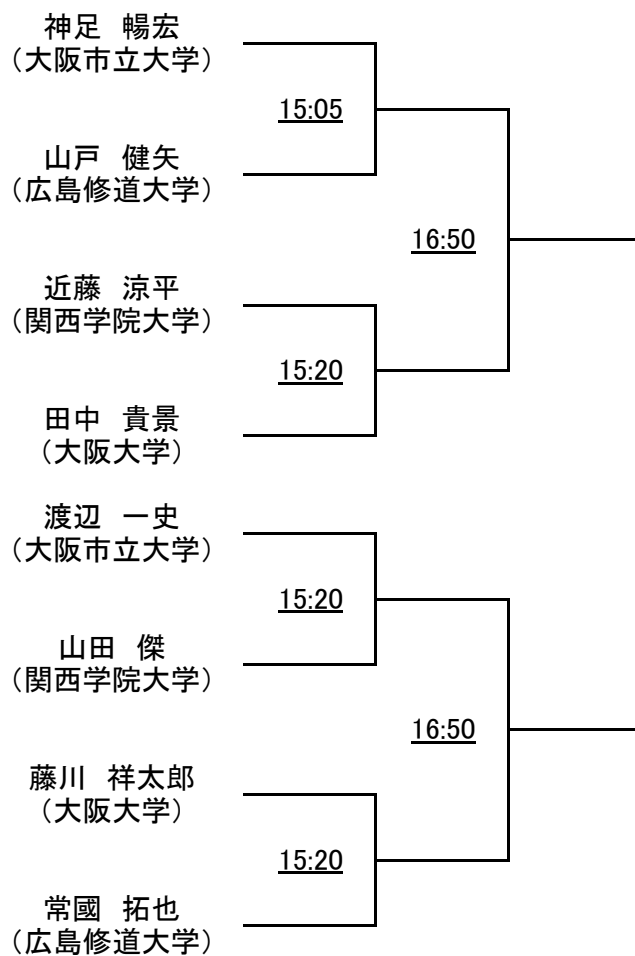 神足 暢宏
（大阪市立大学）
15:05
山戸 健矢
（広島修道大学）
16:50
近藤 涼平
（関西学院大学）
15:20
田中 貴景
（大阪大学）
渡辺 一史
（大阪市立大学）
15:20
山田 傑
（関西学院大学）
16:50
藤川 祥太郎
（大阪大学）
15:20
常國 拓也
（広島修道大学）